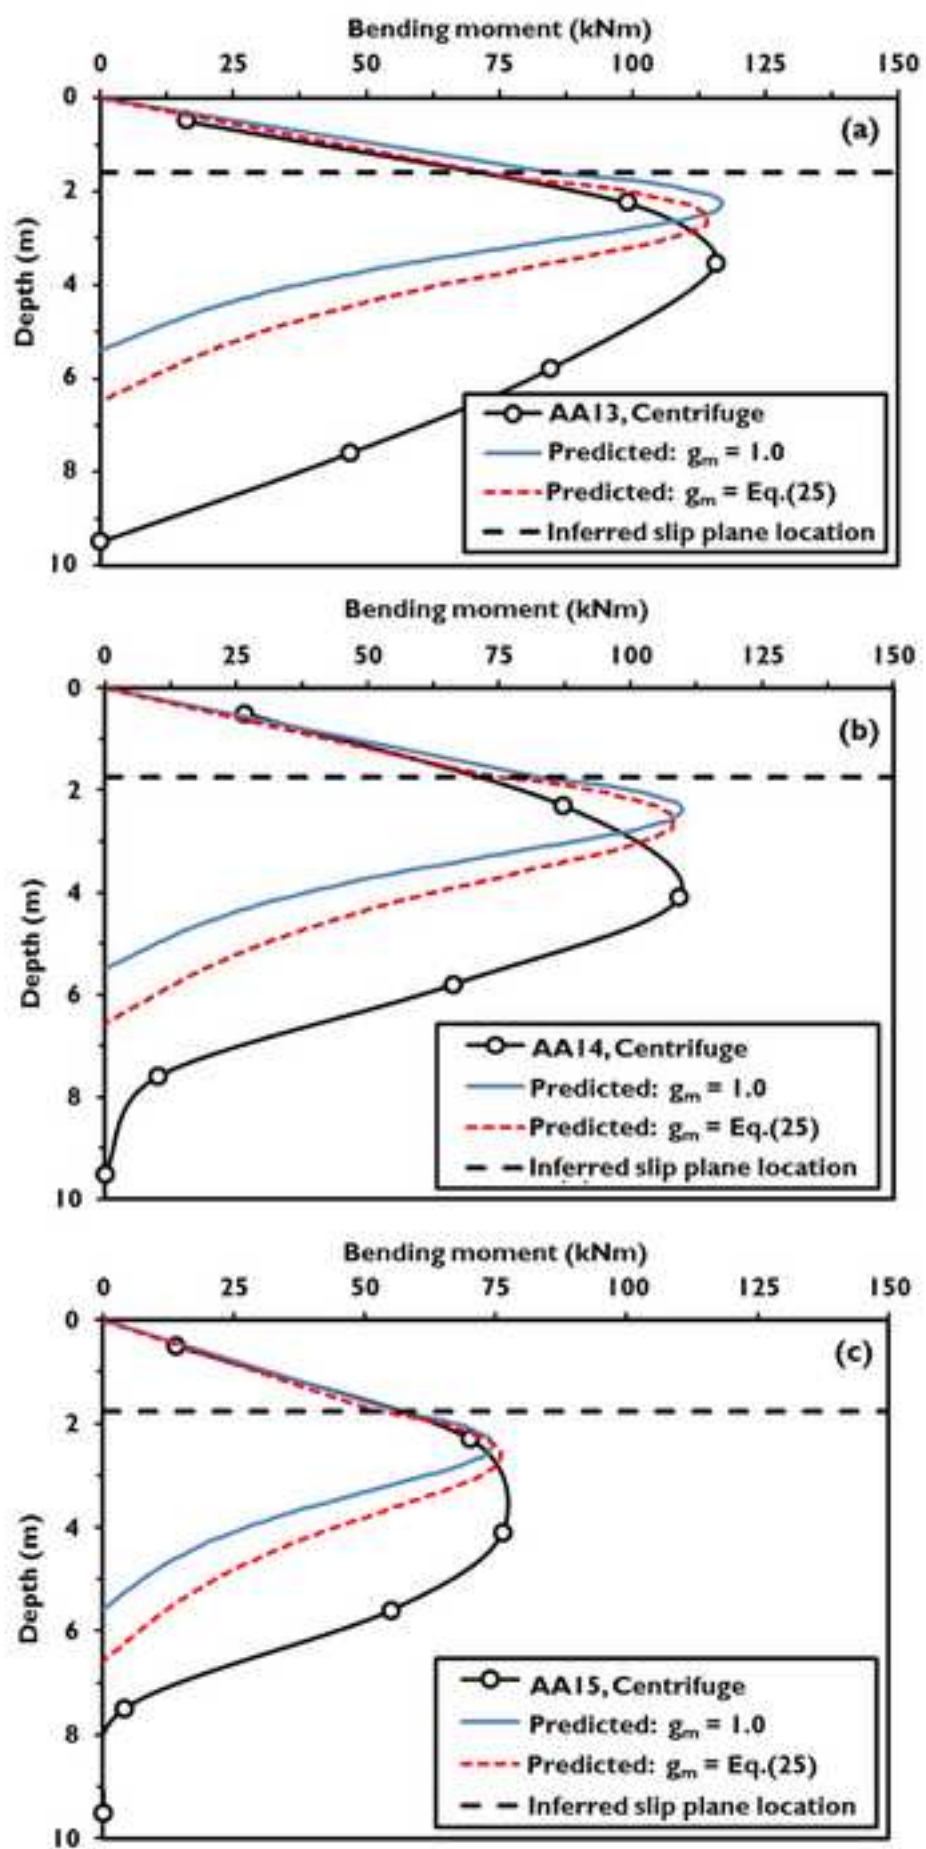 Bending moment (kNm)
0 25 50 75 100 125 150
0
(a)
2
4
6
8
10
Depth (m)
AA13, Centrifuge
Predicted: gm = 1.0
Predicted: gm = Eq.(25)
Inferred slip plane location
Bending moment (kNm)
0 25 50 75 100 125 150
0
(b)
2
4
6
8
10
Depth (m)
AA14, Centrifuge
Predicted: gm = 1.0
Predicted: gm = Eq.(25)
Inferred slip plane location
Bending moment (kNm)
0 25 50 75 100 125 150
0
(c)
2
4
6
8
10
Depth (m)
AA15, Centrifuge
Predicted: gm = 1.0
Predicted: gm = Eq.(25)
Inferred slip plane location